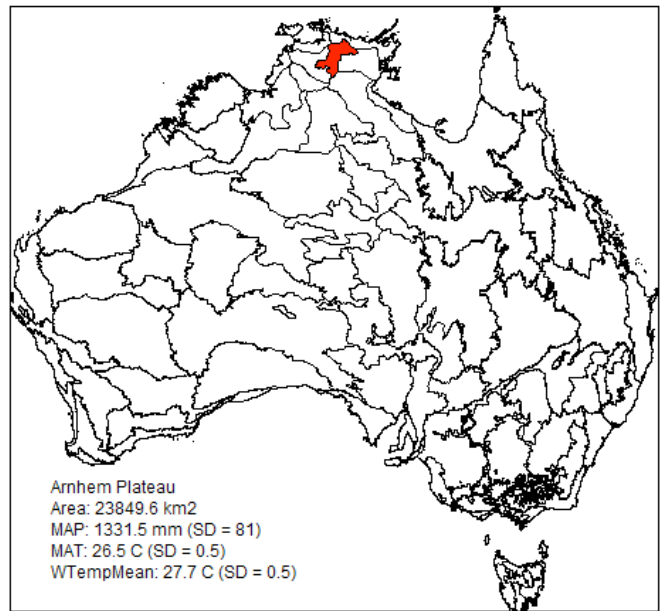 Arnhem Plateau
Area: 23849.6 km2
MAP: 1331.5 mm (SD = 81)
MAT: 26.5 C (SD = 0.5)
WTempMean: 27.7 C (SD = 0.5)